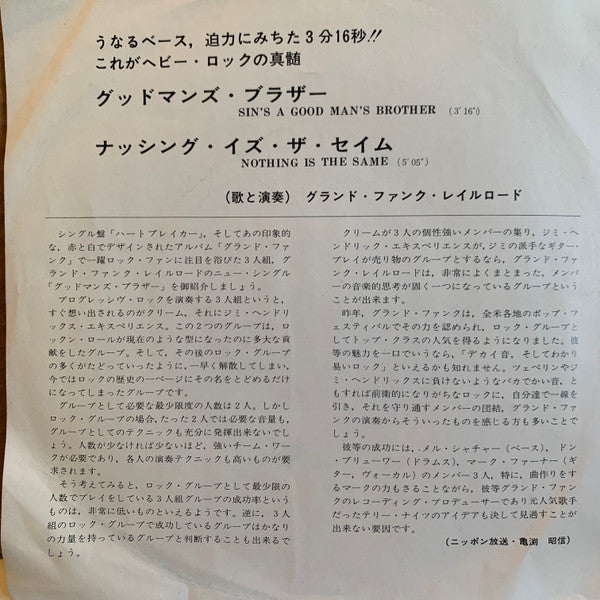 うなるベース，迫力にみちた3分16秒!!
これがヘビー・ロックの真髄
グッドマンズ・ブラザー
SIN'S A GOOD MAN'S BROTHER (3'16")
ナッシング・イズ・ザ・セイム
NOTHING IS THE SAME (5'05")
(歌と演奏) グランド・ファンク・レイルロード
シングル盤「ハートブレイカー」，そしてあの印象的
な，赤と白でデザインされたアルバム「グランド・ファ
ンク」で一躍ロック・ファンに注目を浴びた3人組，グ
ランド・ファンク・レイルロードのニュー・シングル
「グッドマンズ・ブラザー」を御紹介しましょう。
プログレッシヴ・ロックを演奏する3人組というと，
すぐ想い出されるのがクリーム，それにジミ・ヘンドリ
ックス・エキスペリエンス。この2つのグループは，ロ
ックン・ロールが現在のような型になったのに多大な貢
献をしたグループ。そして，その後のロック・グループ
の多くがたどっていったように，一早く解散してしまい，
今ではロックの歴史の一ページにその名をとどめるだけ
になってしまったグループです。
グループとして必要な最少限度の人数は2人。しかし
ロック・グループの場合，たった2人では必要な音量も，
グループとしてのテクニックも充分に発揮出来ないでし
ょう。人数が少なければ少ないほど，強いチーム・ワー
クが必要であり，各人の演奏テクニックも高いものが要
求されます。
そう考えてみると，ロック・グループとして最少限の
人数でプレイをしている3人組グループの成功率という
ものは，非常に低いものといえるようです。逆に，3人
組のロック・グループで成功しているグループはかなり
の力量を持っているグループと判断することも出来るで
しょう。
クリームが3人の個性強いメンバーの集り，ジミ・ヘ
ンドリック・エキスペリエンスが，ジミの派手なギター・
プレイが売り物のグループとするなら，グランド・ファ
ンク・レイルロードは，非常によくまとまった，メンバ
ーの音楽的思考が固く一つになっているグループという
ことが出来ます。
昨年，グランド・ファンクは，全米各地のポップ・フ
ェスティバルでその力を認められ，ロック・グループと
してトップ・クラスの人気を得るようになりました。彼
等の魅力を一口でいうなら，「デカイ音，そしてわかり
易いロック」といえるかも知れません。ツェペリンやジ
ミ・ヘンドリックスに負けないようなバカでかい音，と
もすれば前衛的になりがちなロックに，自分達で一線を
引き，それを守り通すメンバーの団結，グランド・ファ
ンクの演奏からそういったものを感じる方も多いことで
しょう。
彼等の成功には，メル・シャチャー(ベース)，ドン
・ブリューワー(ドラムス)，マーク・ファーナー(ギ
ター，ヴォーカル)のメンバー3人，特に，曲作りをす
るマークの力もさることながら，彼等グランド・ファン
クのレコーディング・プロデューサーであり元人気歌手
だったテリー・ナイツのアイデアも決して見過すことが
出来ない要因です。
(ニッポン放送・亀渕 昭信)